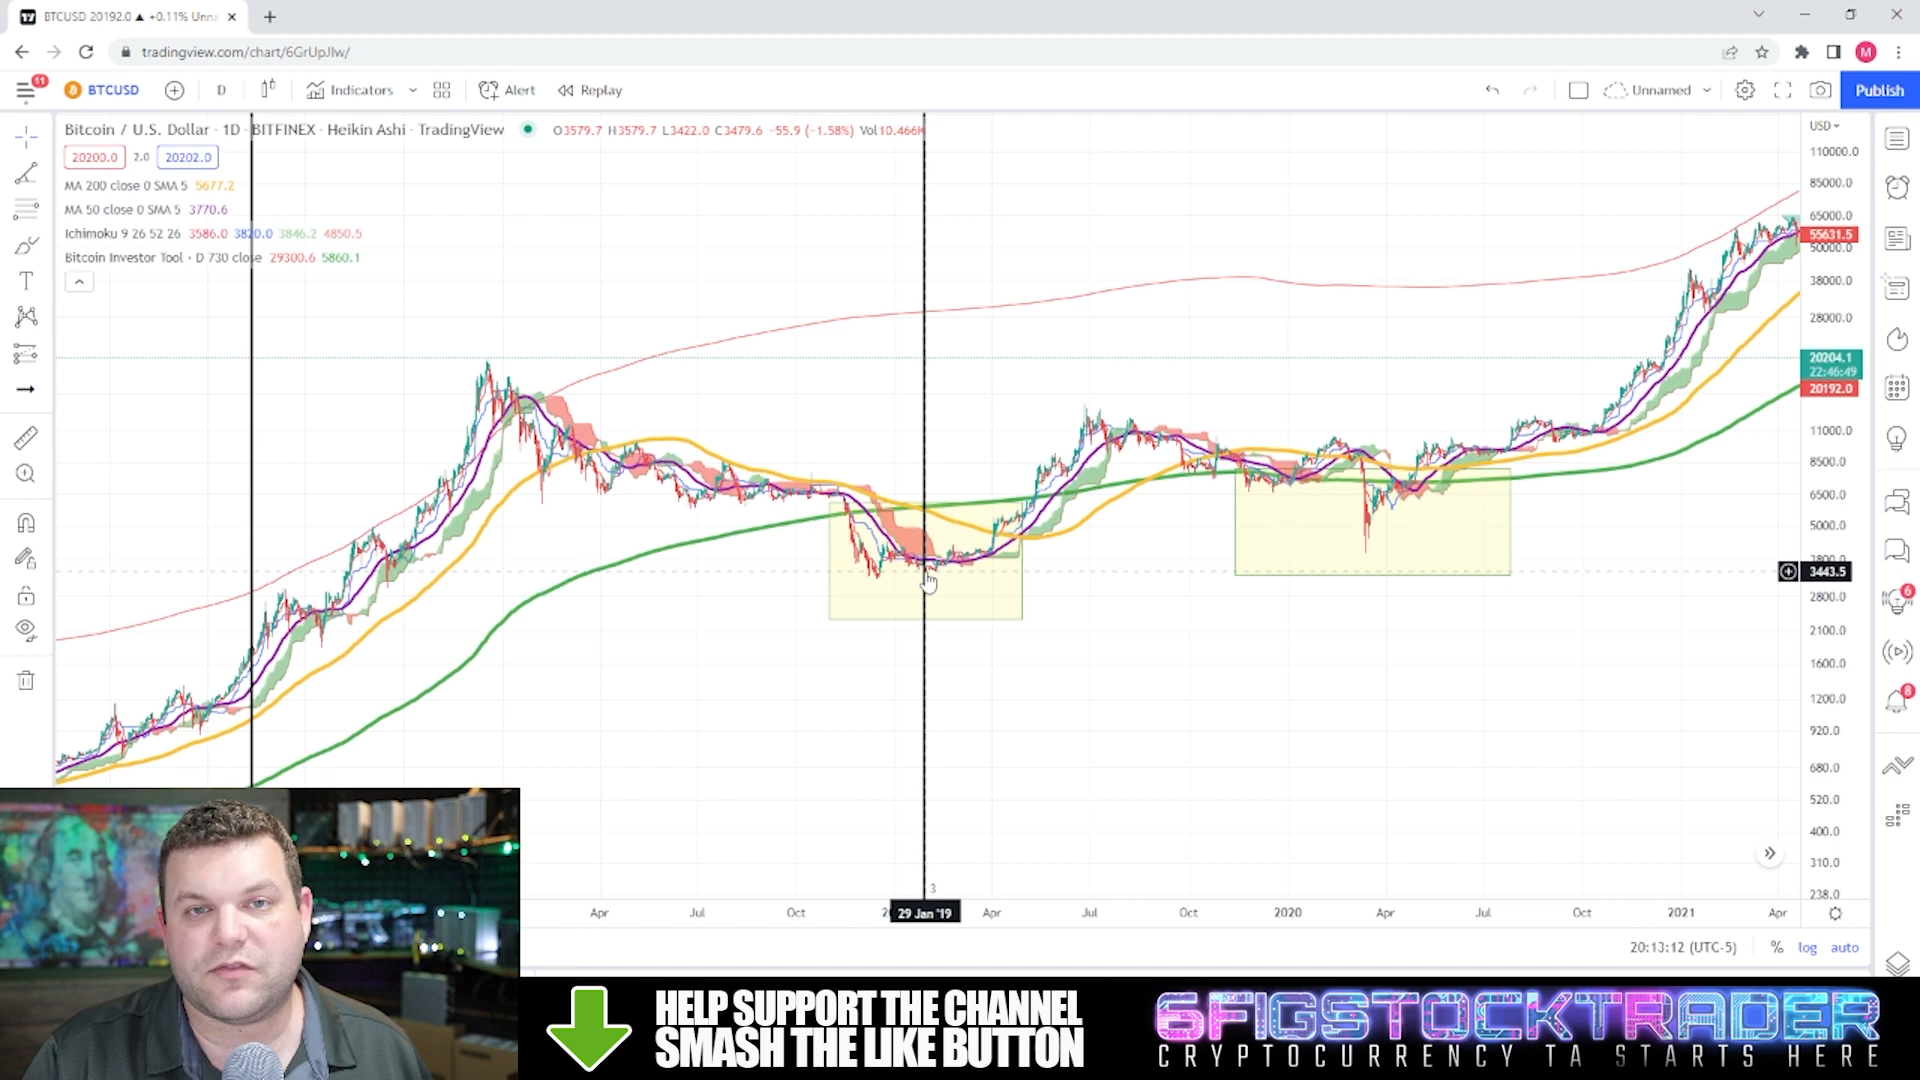 BTCUSD 20192.0 ▲ +0.11% Unn
tradingview.com/chart/6GrUpJIw/
M
11
BTCUSD
D
Indicators
Alert
Replay
Unnamed
Publish
Bitcoin / U.S. Dollar · 1D · BITFINEX · Heikin Ashi · TradingView
O3579.7 H3579.7 L3422.0 C3479.6 -55.9 (-1.58%) Vol10.466K
USD
20200.0 2.0 20202.0
MA 200 close 0 SMA 5 5677.2
MA 50 close 0 SMA 5 3770.6
Ichimoku 9 26 52 26 3586.0 3820.0 3846.2 4850.5
Bitcoin Investor Tool · D 730 close 29300.6 5860.1
110000.0
85000.0
65000.0
55631.5
50000.0
38000.0
28000.0
20204.1
22:46:49
20192.0
11000.0
8500.0
6500.0
5000.0
3800.0
3443.5
2800.0
2100.0
1600.0
1200.0
920.0
680.0
520.0
400.0
310.0
238.0
6
8
3
Apr Jul Oct 29 Jan '19 Apr Jul Oct 2020 Apr Jul Oct 2021 Apr
20:13:12 (UTC-5) % log auto
HELP SUPPORT THE CHANNEL
SMASH THE LIKE BUTTON
6FIGSTOCKTRADER
CRYPTOCURRENCY TA STARTS HERE